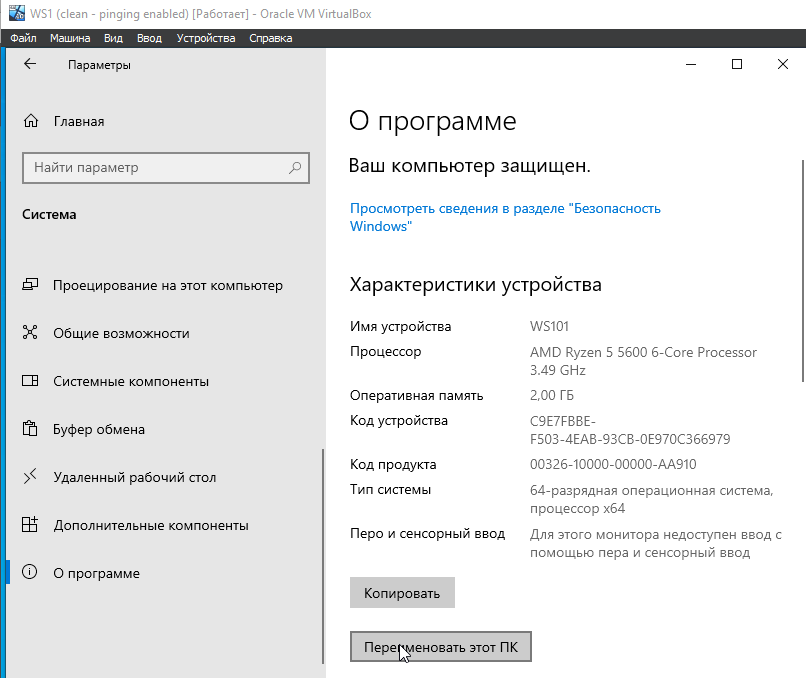 WS1 (clean - pinging enabled) [Работает] - Oracle VM VirtualBox
Файл Машина Вид Ввод Устройства Справка
Параметры
Главная
Найти параметр
Система
Проецирование на этот компьютер
Общие возможности
Системные компоненты
Буфер обмена
Удаленный рабочий стол
Дополнительные компоненты
О программе
О программе
Ваш компьютер защищен.
Просмотреть сведения в разделе "Безопасность
Windows"
Характеристики устройства
Имя устройства WS101
Процессор AMD Ryzen 5 5600 6-Core Processor
3.49 GHz
Оперативная память 2,00 ГБ
Код устройства C9E7FBBE-
F503-4EAB-93CB-0E970C366979
Код продукта 00326-10000-00000-AA910
Тип системы 64-разрядная операционная система,
процессор x64
Перо и сенсорный ввод Для этого монитора недоступен ввод с
помощью пера и сенсорный ввод
Копировать
Переименовать этот ПК